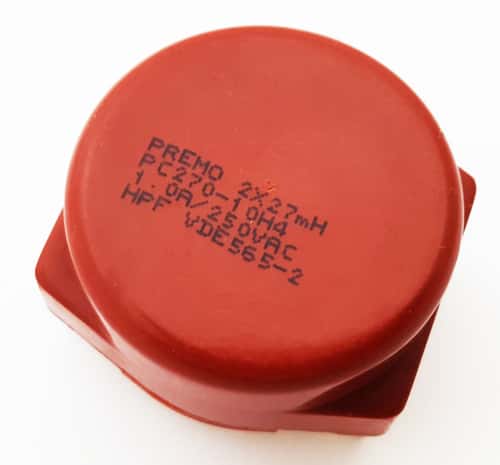 PREMO 2X27mH
PC270-10H4
1.0A/250VAC
HPF VDE565-2